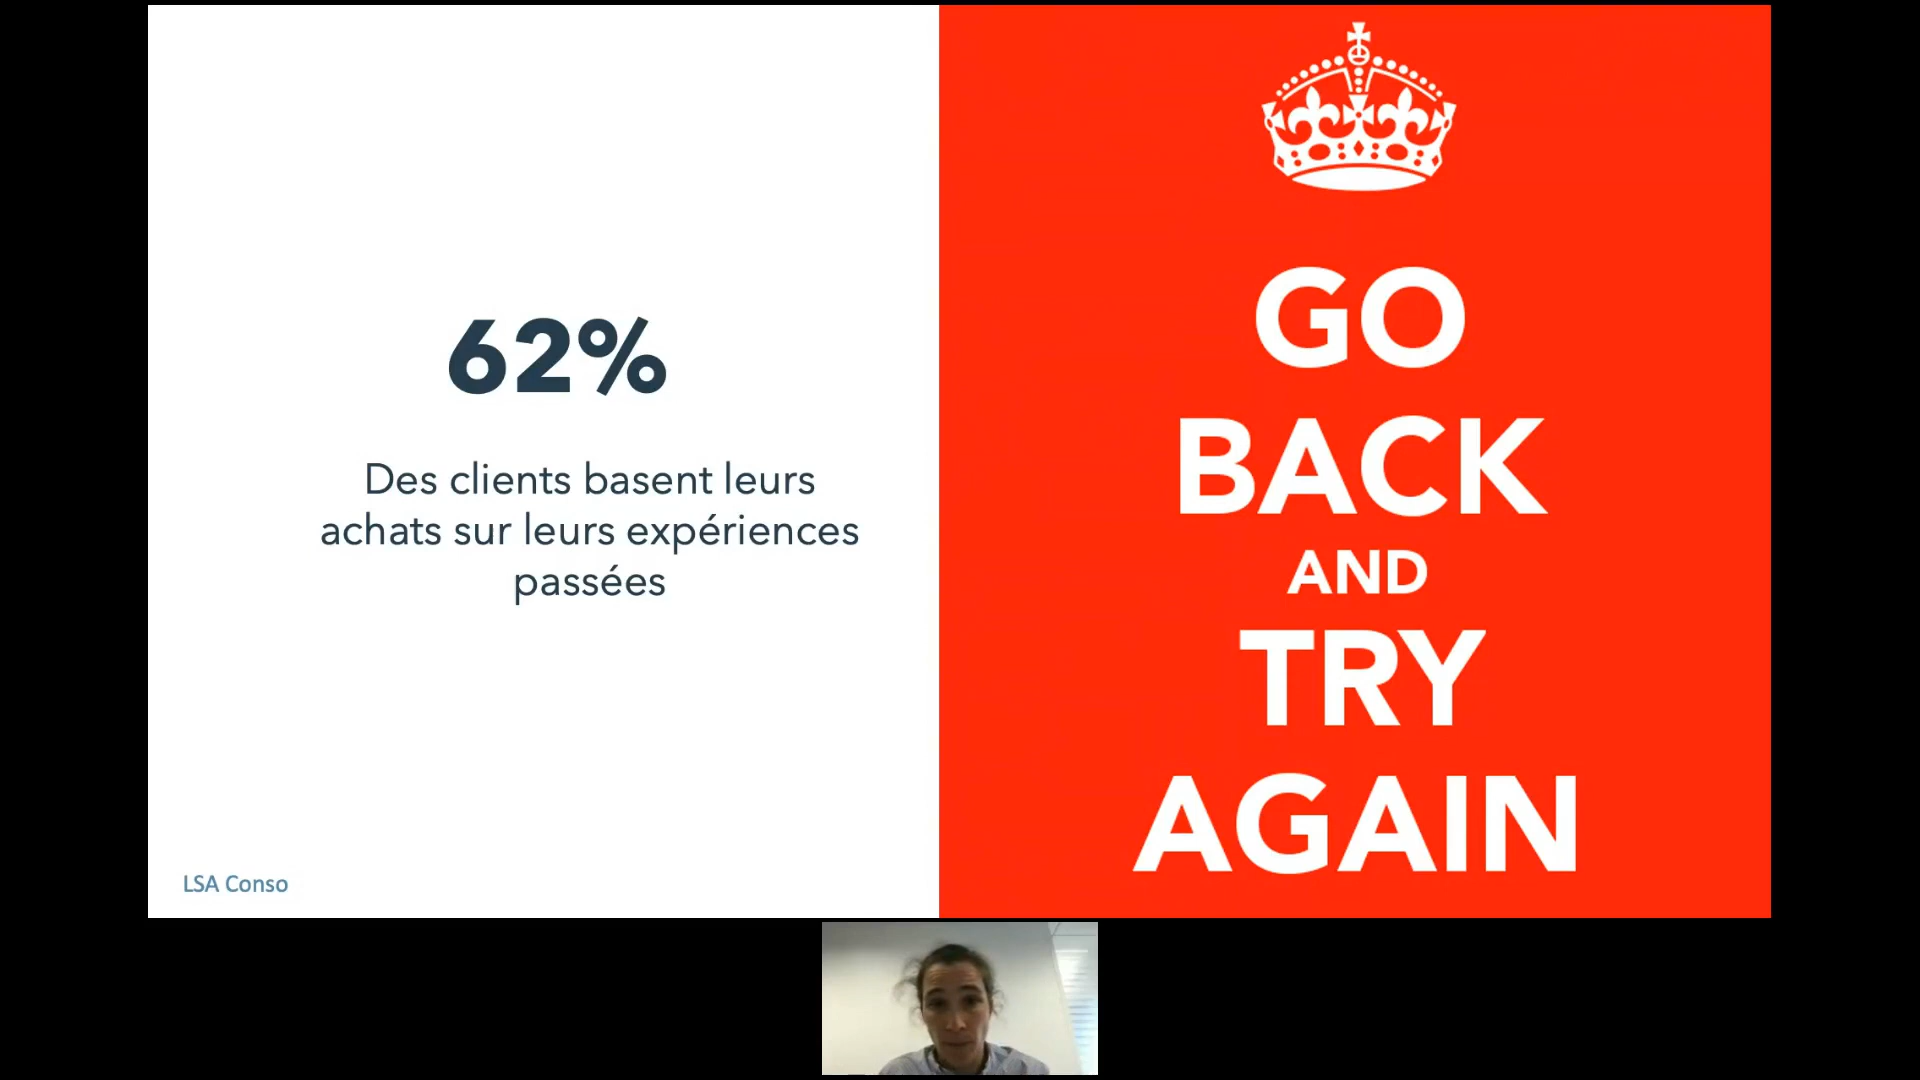 62%
Des clients basent leurs
achats sur leurs expériences
passées
LSA Conso
GO
BACK
AND
TRY
AGAIN